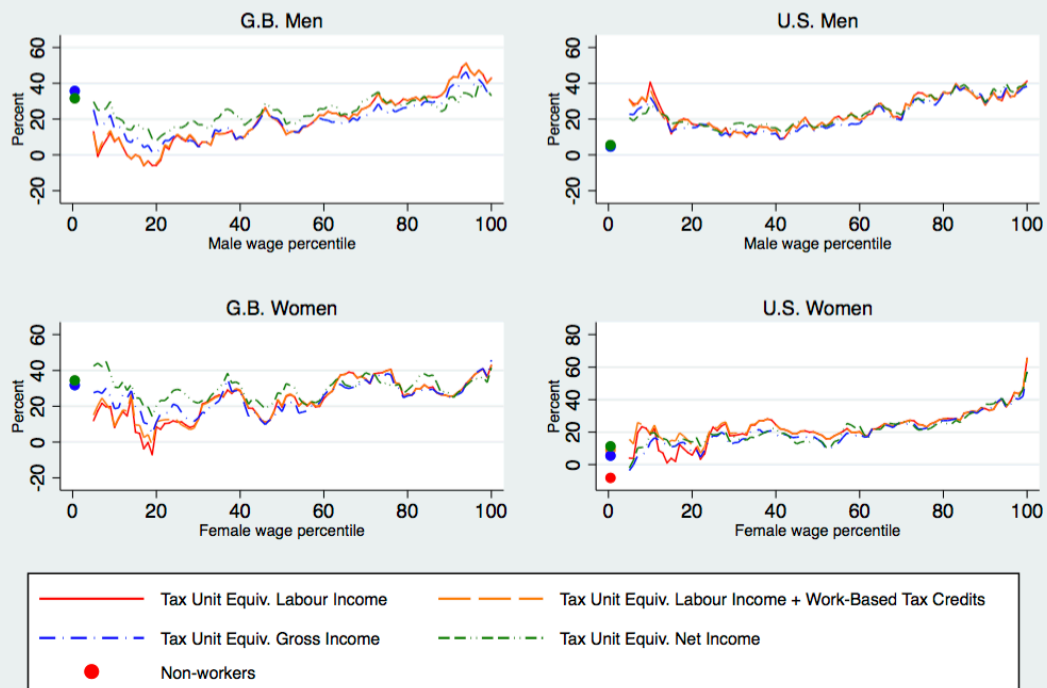 G.B. Men
U.S. Men
Percent
-20 0 20 40 60
0 20 40 60 80 100
Male wage percentile
Percent
-20 0 20 40 60
0 20 40 60 80 100
Male wage percentile
G.B. Women
U.S. Women
Percent
-20 0 20 40 60
0 20 40 60 80 100
Female wage percentile
Percent
0 20 40 60 80
0 20 40 60 80 100
Female wage percentile
Tax Unit Equiv. Labour Income
Tax Unit Equiv. Labour Income + Work-Based Tax Credits
Tax Unit Equiv. Gross Income
Tax Unit Equiv. Net Income
Non-workers